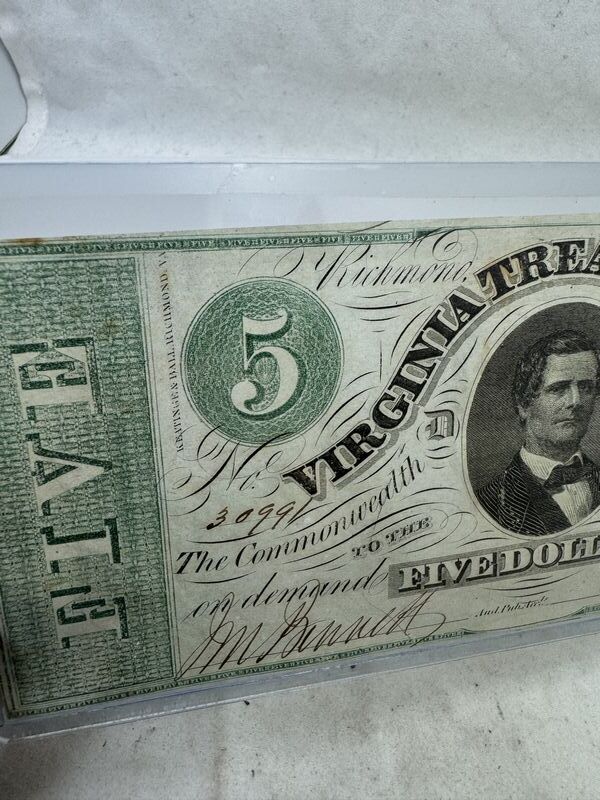 FIVE
KEATINGE & BALL, RICHMOND, VA.
5
Richmond,
VIRGINIA TREA
No.
30991
D
The Commonwealth
TO THE
on demand FIVE DOLL
Aud. Pub. Acc.